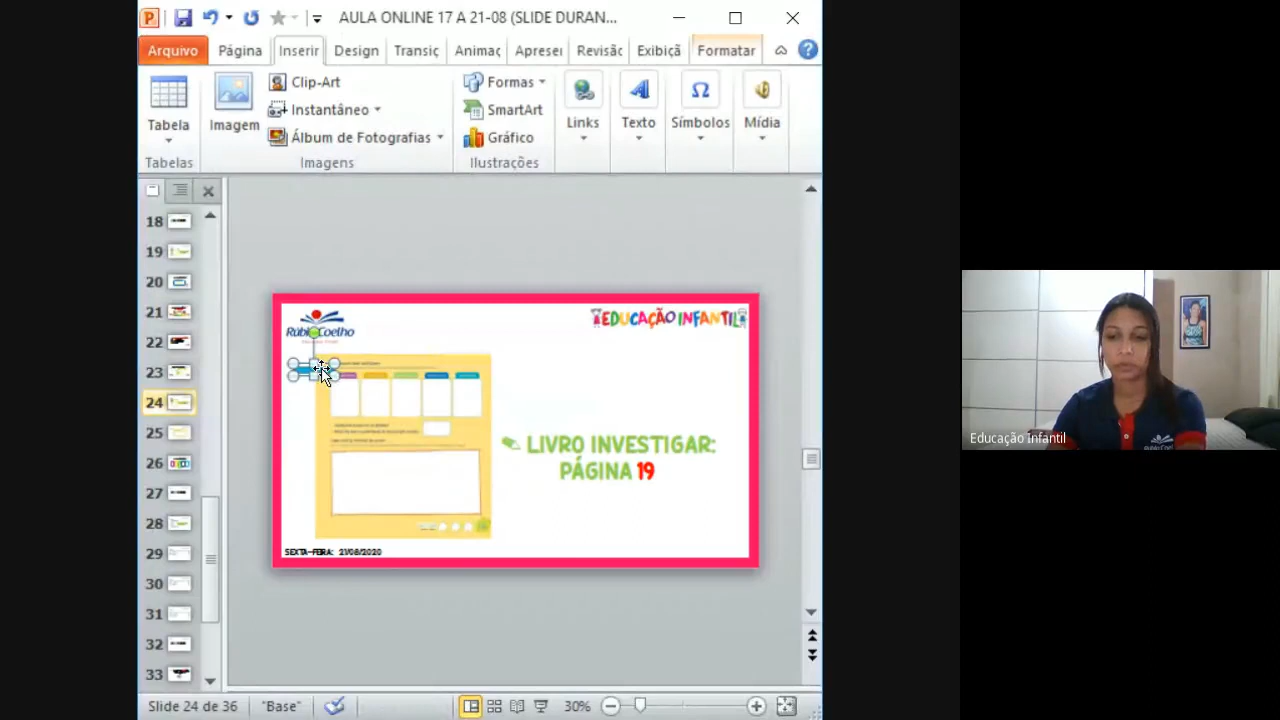 AULA ONLINE 17 A 21-08 (SLIDE DURAN...
Arquivo Página Inserir Design Transiç Animaç Apresei Revisão Exibiçã Formatar
Tabela
Imagem
Clip-Art
Instantâneo
Álbum de Fotografias
Formas
SmartArt
Gráfico
Links
Texto
Símbolos
Mídia
Tabelas
Imagens
Ilustrações
18
19
20
21
22
23
24
25
26
27
28
29
30
31
32
33
Rúbio Coelho
EDUCAÇÃO INFANTIL
LIVRO INVESTIGAR:
PÁGINA 19
SEXTA-FEIRA: 21/08/2020
Educação Infantil
Slide 24 de 36 "Base" 30%